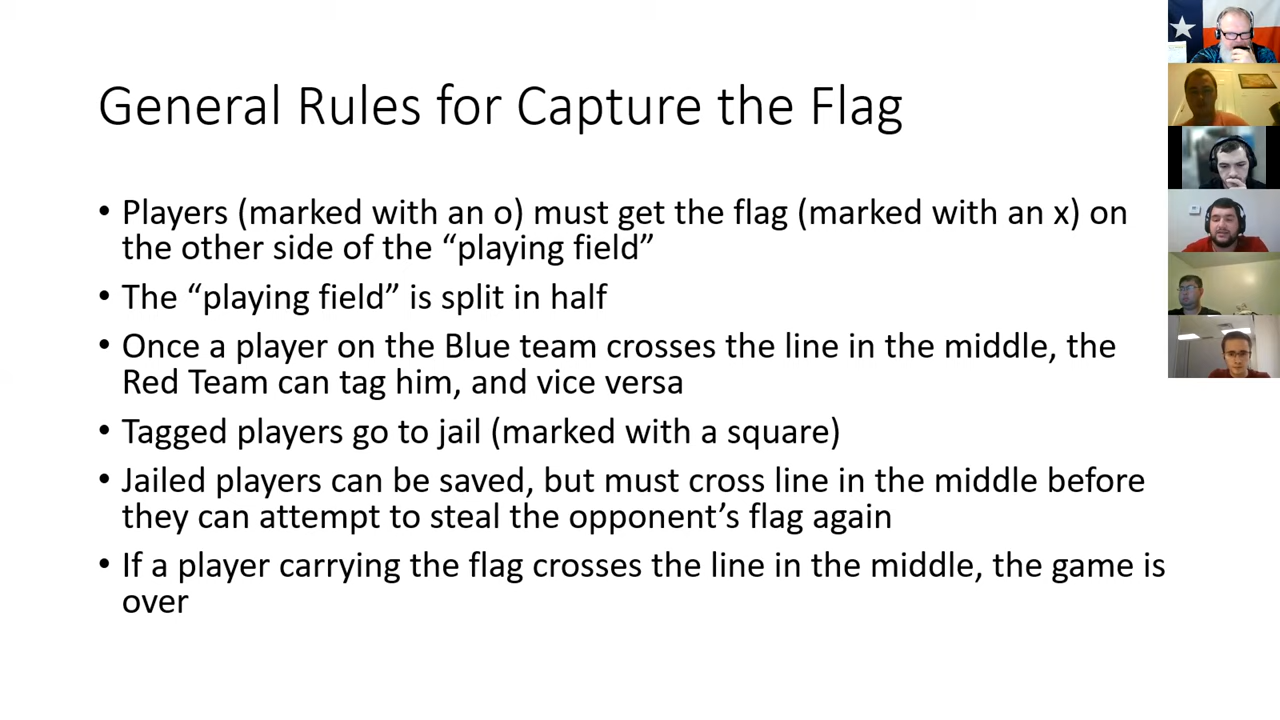 General Rules for Capture the Flag
• Players (marked with an o) must get the flag (marked with an x) on
the other side of the “playing field”
• The “playing field” is split in half
• Once a player on the Blue team crosses the line in the middle, the
Red Team can tag him, and vice versa
• Tagged players go to jail (marked with a square)
• Jailed players can be saved, but must cross line in the middle before
they can attempt to steal the opponent’s flag again
• If a player carrying the flag crosses the line in the middle, the game is
over